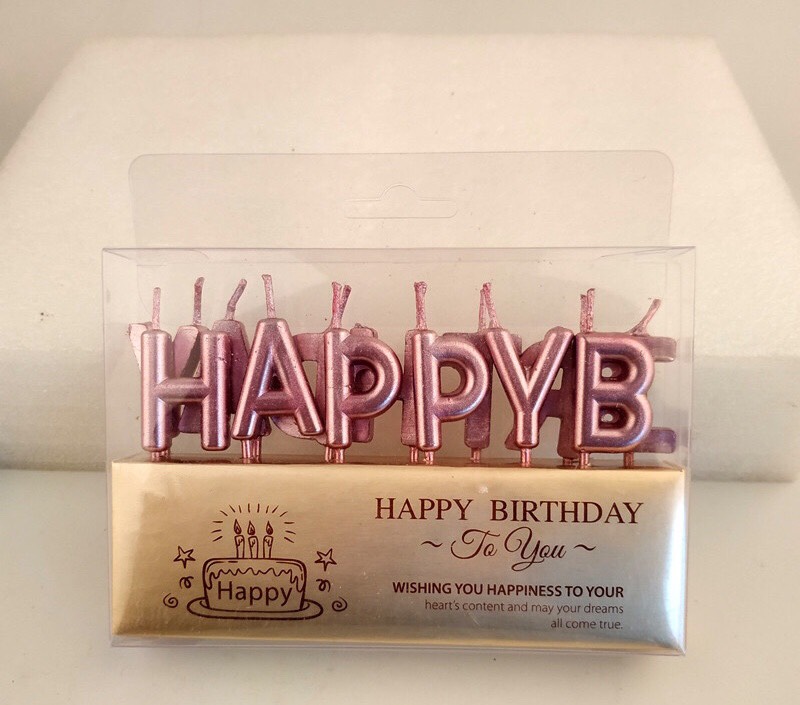 HAPPYB
HAPPY BIRTHDAY
~ To You ~
Happy
WISHING YOU HAPPINESS TO YOUR
heart's content and may your dreams
all come true.